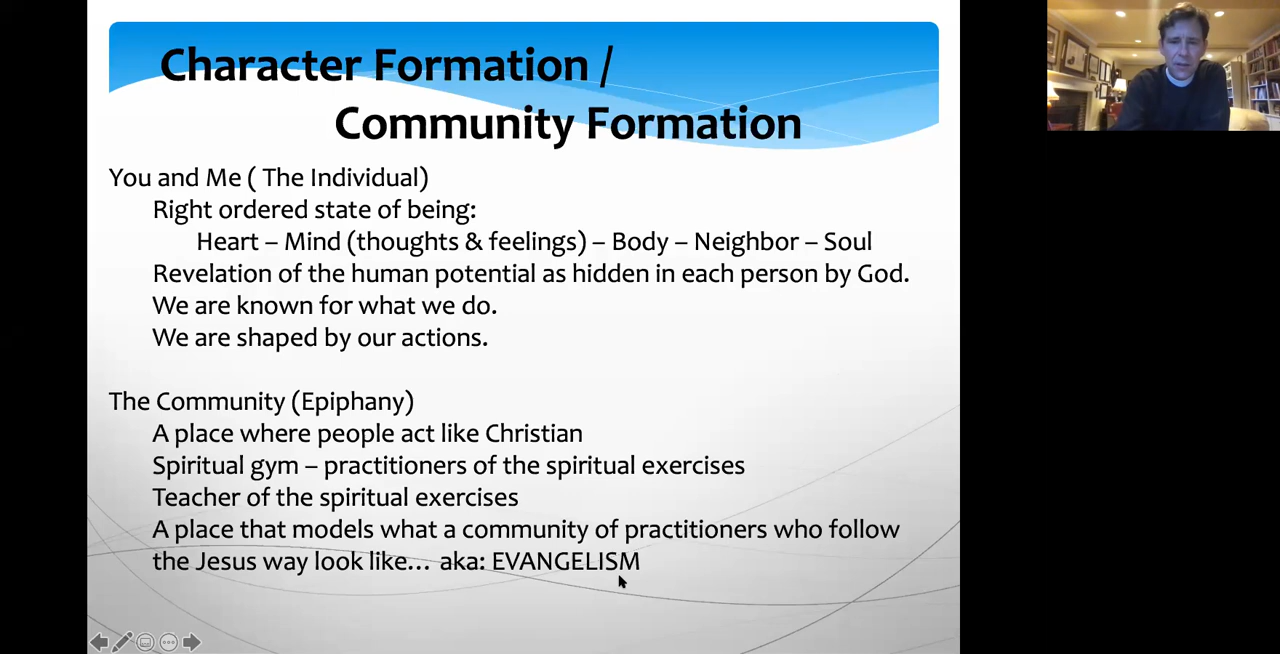 Character Formation /
Community Formation
You and Me ( The Individual)
Right ordered state of being:
Heart – Mind (thoughts & feelings) – Body – Neighbor – Soul
Revelation of the human potential as hidden in each person by God.
We are known for what we do.
We are shaped by our actions.
The Community (Epiphany)
A place where people act like Christian
Spiritual gym – practitioners of the spiritual exercises
Teacher of the spiritual exercises
A place that models what a community of practitioners who follow
the Jesus way look like… aka: EVANGELISM